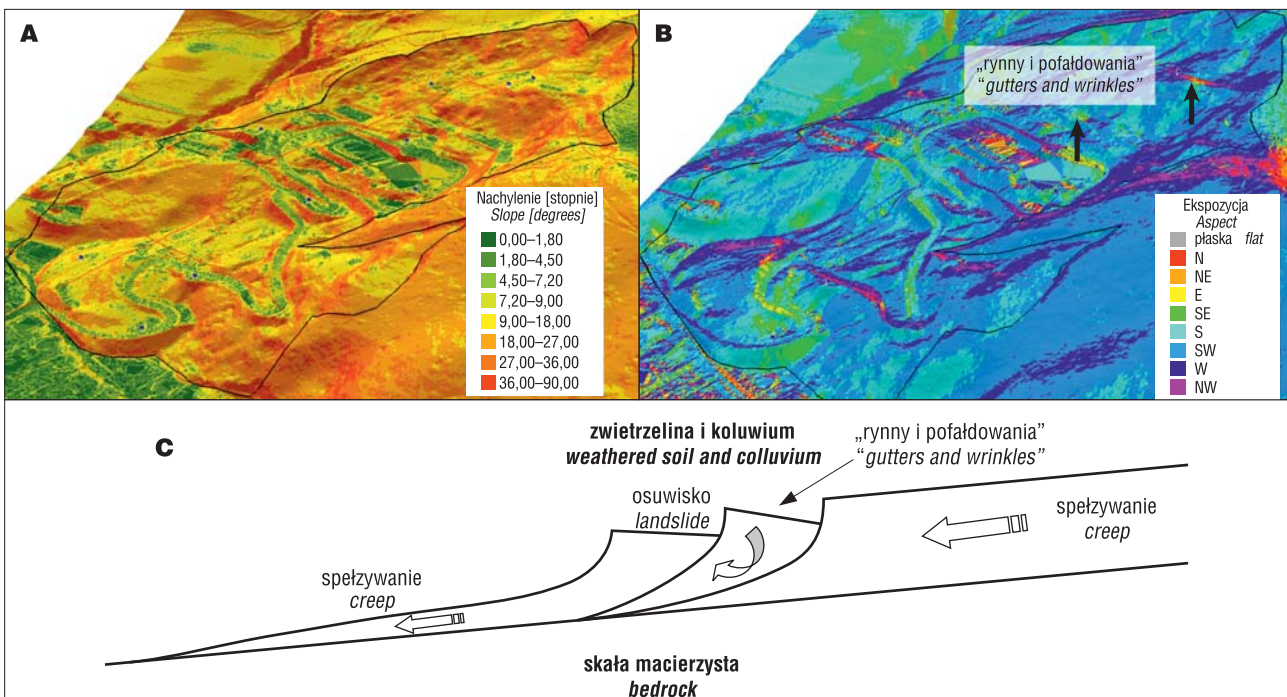 A
Nachylenie [stopnie]
Slope [degrees]
0,00–1,80
1,80–4,50
4,50–7,20
7,20–9,00
9,00–18,00
18,00–27,00
27,00–36,00
36,00–90,00
B
„rynny i pofałdowania”
“gutters and wrinkles”
Ekspozycja
Aspect
płaska flat
N
NE
E
SE
S
SW
W
NW
C
zwietrzelina i koluwium
weathered soil and colluvium
„rynny i pofałdowania”
“gutters and wrinkles”
osuwisko
landslide
spełzywanie
creep
spełzywanie
creep
skała macierzysta
bedrock